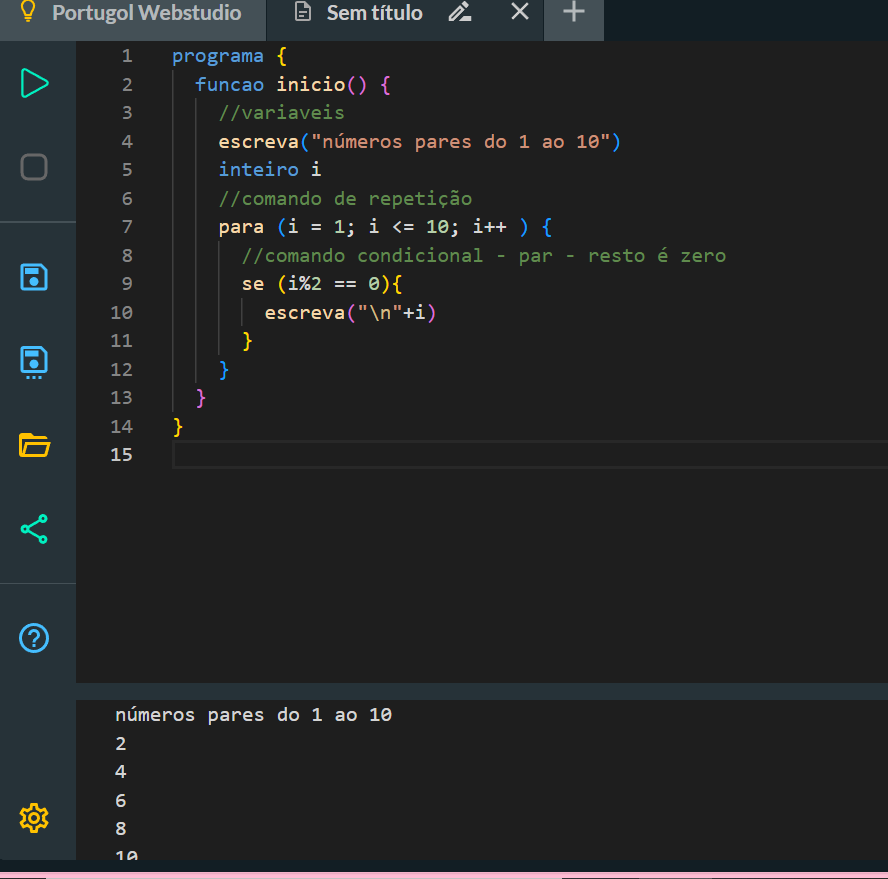 Portugol Webstudio
Sem título
1 programa {
2   funcao inicio() {
3     //variaveis
4     escreva("números pares do 1 ao 10")
5     inteiro i
6     //comando de repetição
7     para (i = 1; i <= 10; i++ ) {
8       //comando condicional - par - resto é zero
9       se (i%2 == 0){
10         escreva("\n"+i)
11       }
12     }
13   }
14 }
15
números pares do 1 ao 10
2
4
6
8
10